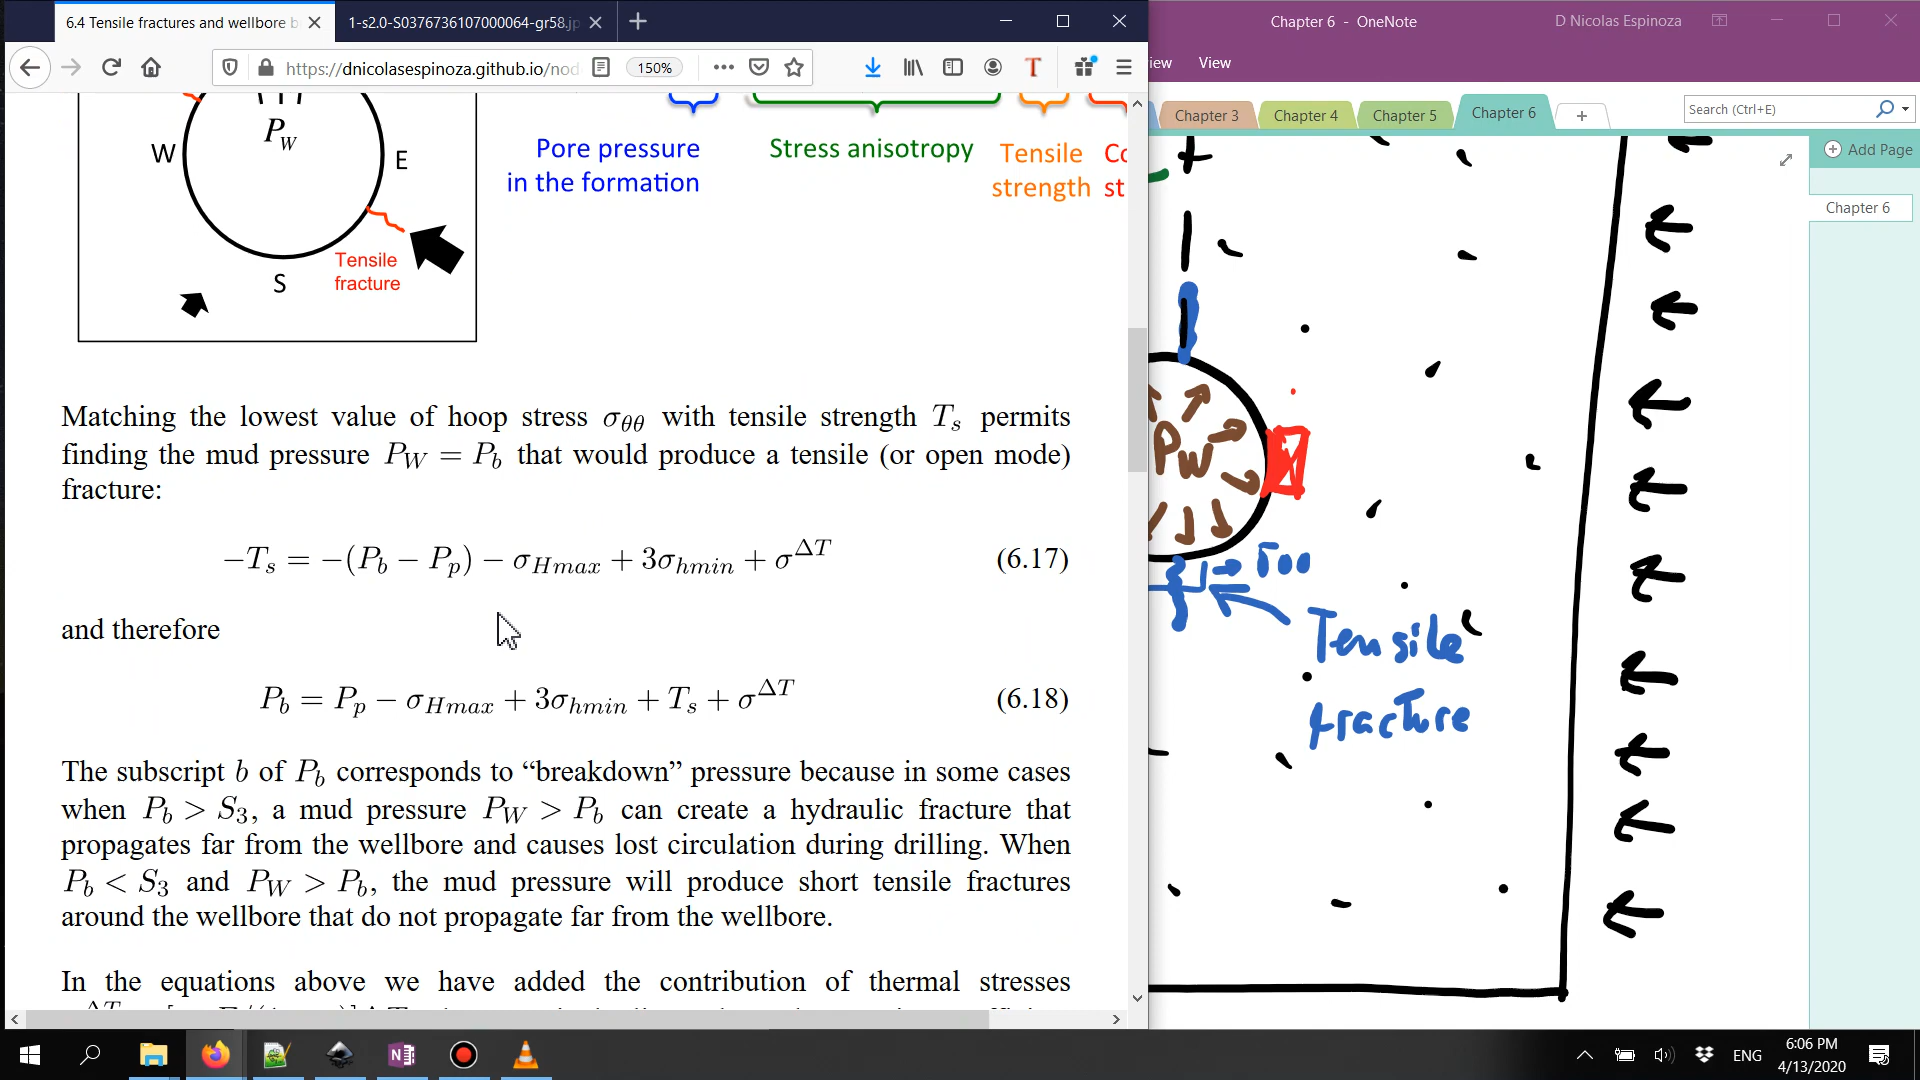 6.4 Tensile fractures and wellbore b
1-s2.0-S0376736107000064-gr58.jp
Chapter 6 - OneNote
D Nicolas Espinoza
https://dnicolasespinoza.github.io/nod
150%
iew
View
Chapter 3
Chapter 4
Chapter 5
Chapter 6
Search (Ctrl+E)
Add Page
Chapter 6
P_W
W
E
S
Tensile
fracture
Pore pressure
in the formation
Stress anisotropy
Tensile
strength
Co
st
Matching the lowest value of hoop stress σ_θθ with tensile strength T_s permits
finding the mud pressure P_W = P_b that would produce a tensile (or open mode)
fracture:
−T_s = −(P_b − P_p) − σ_Hmax + 3σ_hmin + σ^ΔT (6.17)
and therefore
P_b = P_p − σ_Hmax + 3σ_hmin + T_s + σ^ΔT (6.18)
The subscript b of P_b corresponds to “breakdown” pressure because in some cases
when P_b > S_3, a mud pressure P_W > P_b can create a hydraulic fracture that
propagates far from the wellbore and causes lost circulation during drilling. When
P_b < S_3 and P_W > P_b, the mud pressure will produce short tensile fractures
around the wellbore that do not propagate far from the wellbore.
In the equations above we have added the contribution of thermal stresses
PW
σθθ
Tensile
fracture
ENG
6:06 PM
4/13/2020